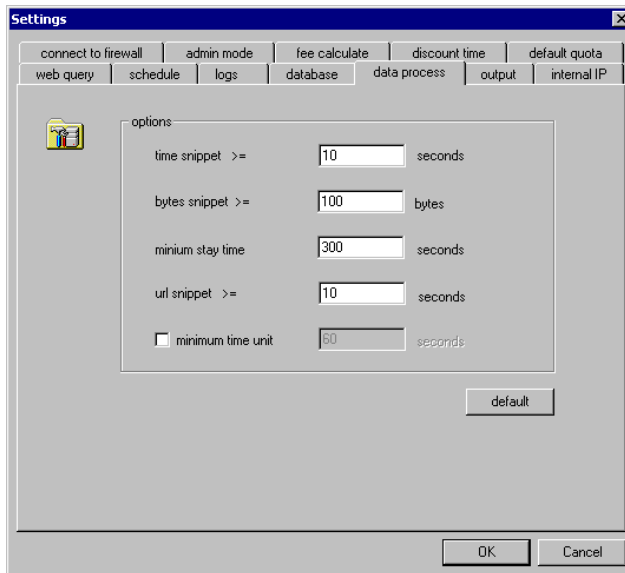 Settings
connect to firewall admin mode fee calculate discount time default quota
web query schedule logs database data process output internal IP
options
time snippet >= 10 seconds
bytes snippet >= 100 bytes
minium stay time 300 seconds
url snippet >= 10 seconds
minimum time unit 60 seconds
default
OK Cancel